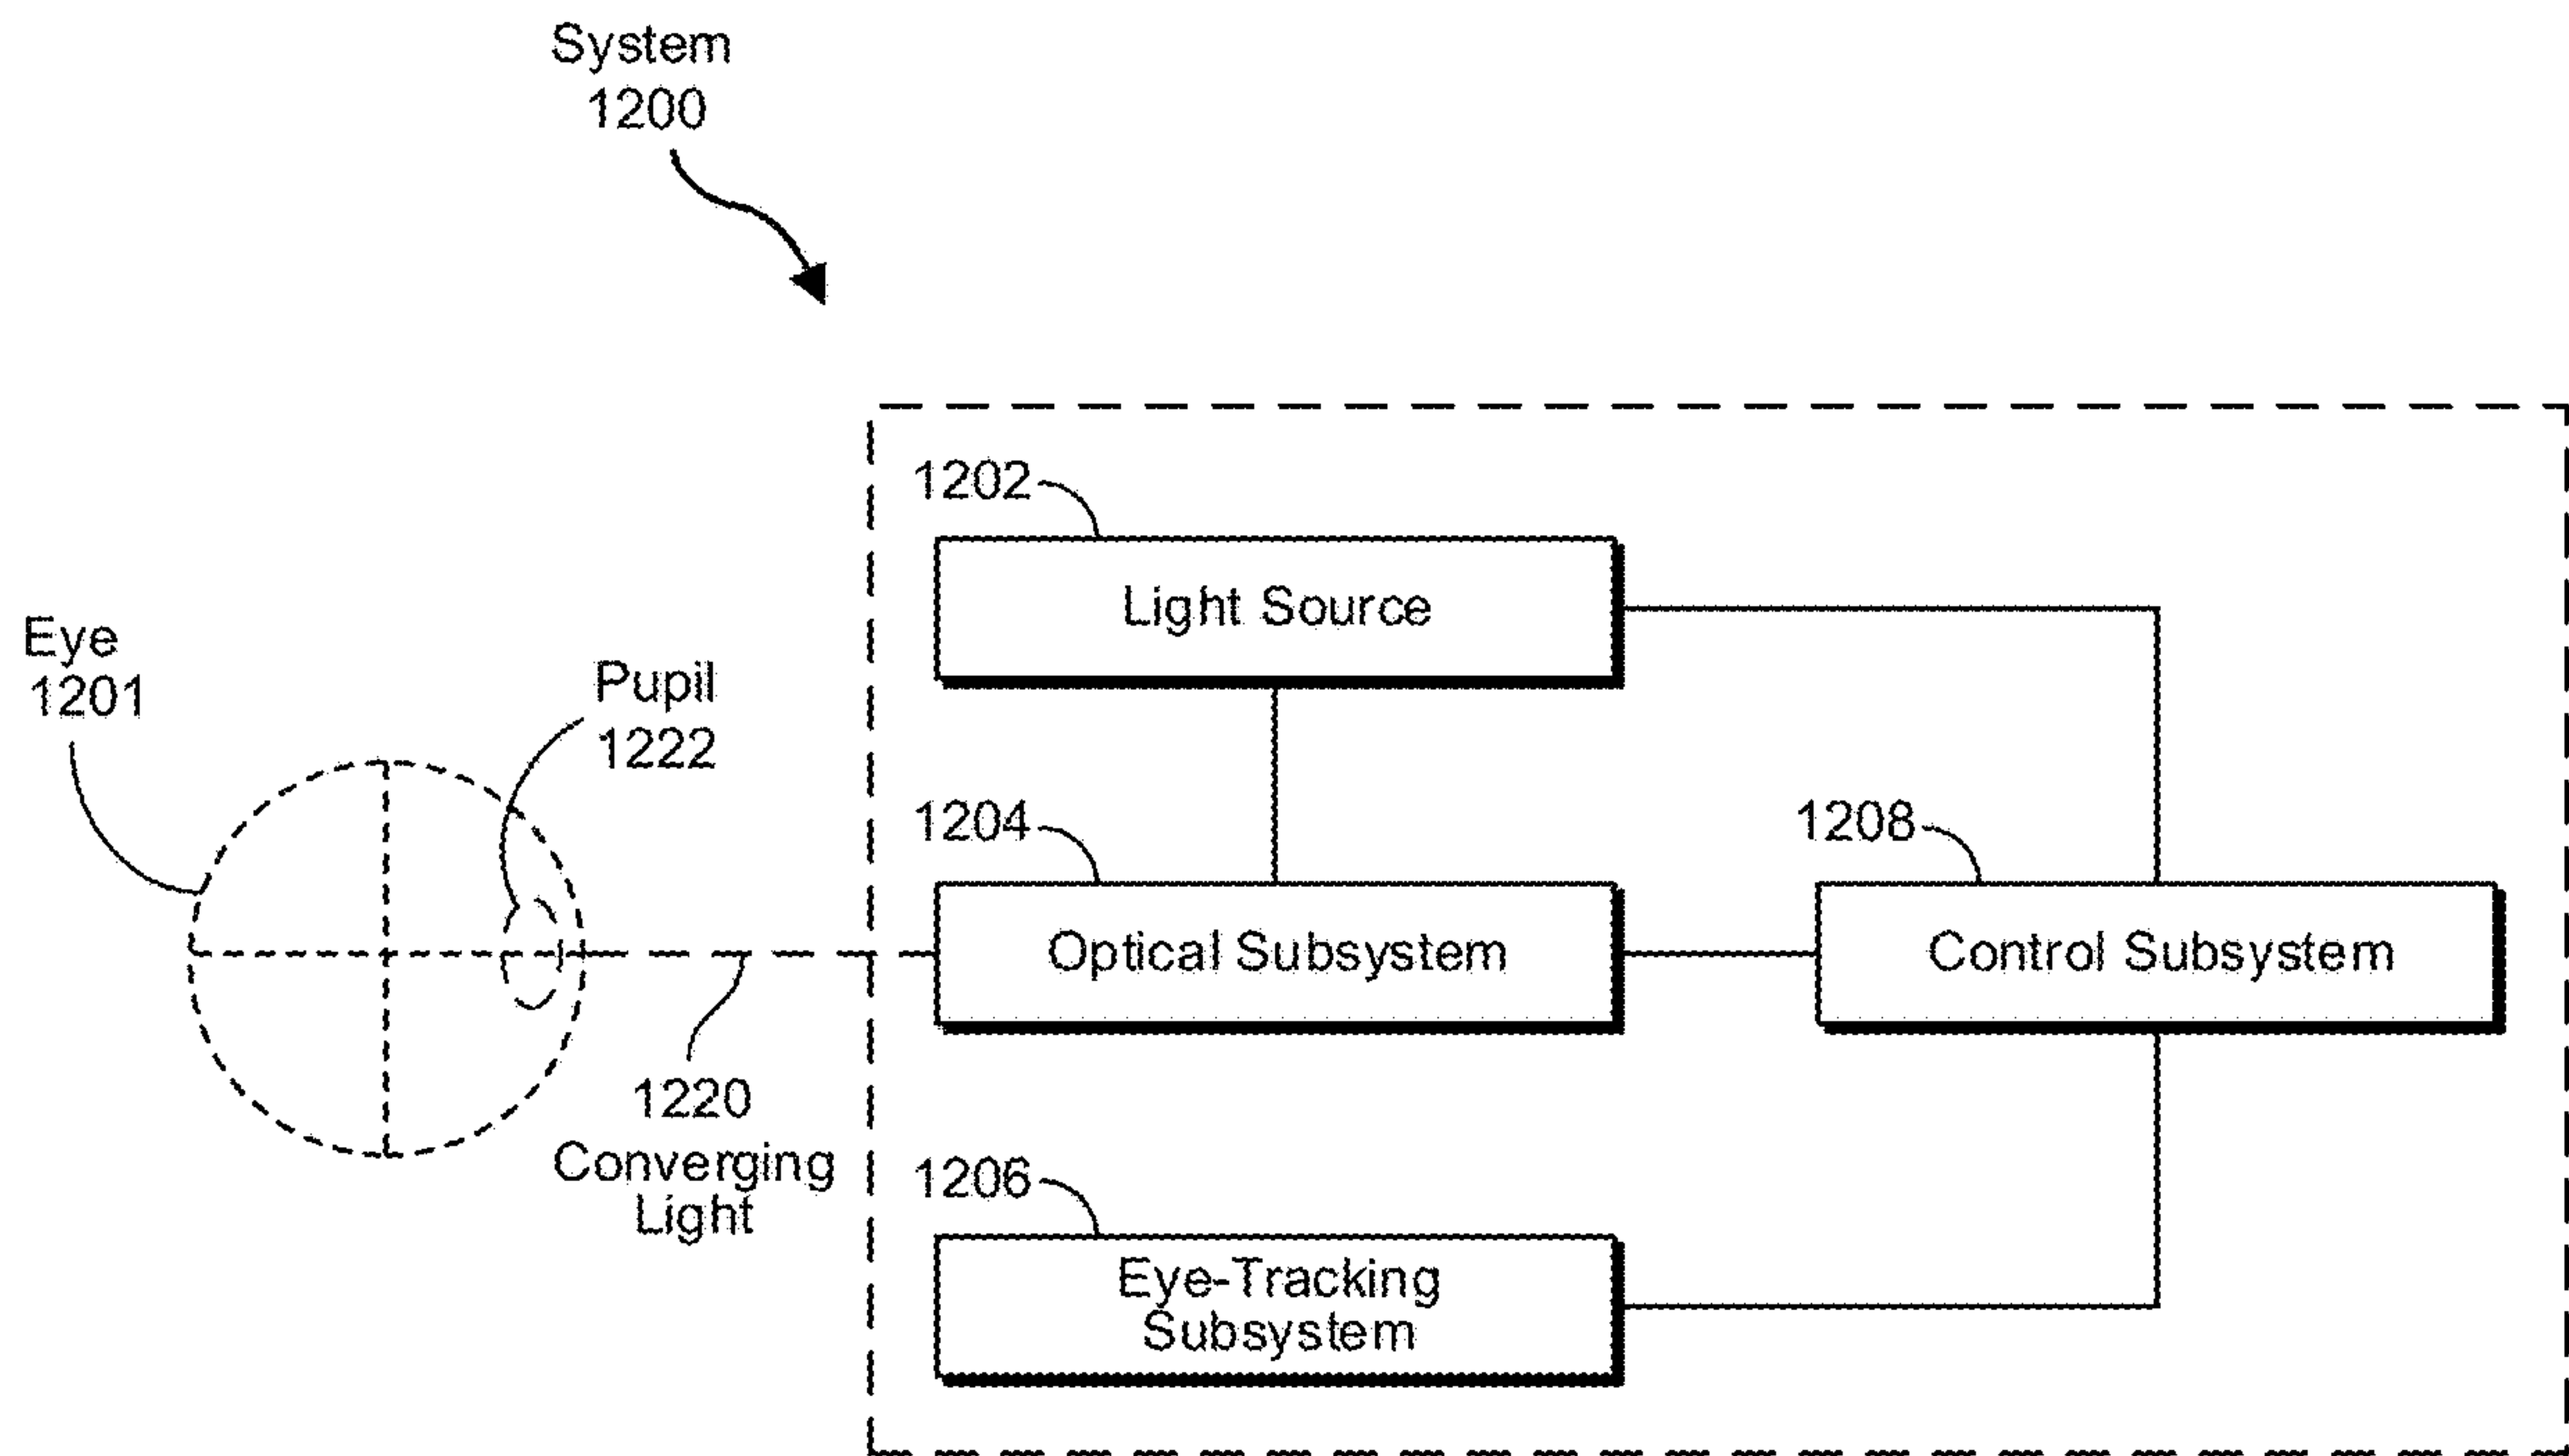 System
1200
1202
Light Source
Eye
1201
Pupil
1222
1204
Optical Subsystem
1208
Control Subsystem
1220
Converging
Light
1206
Eye-Tracking
Subsystem